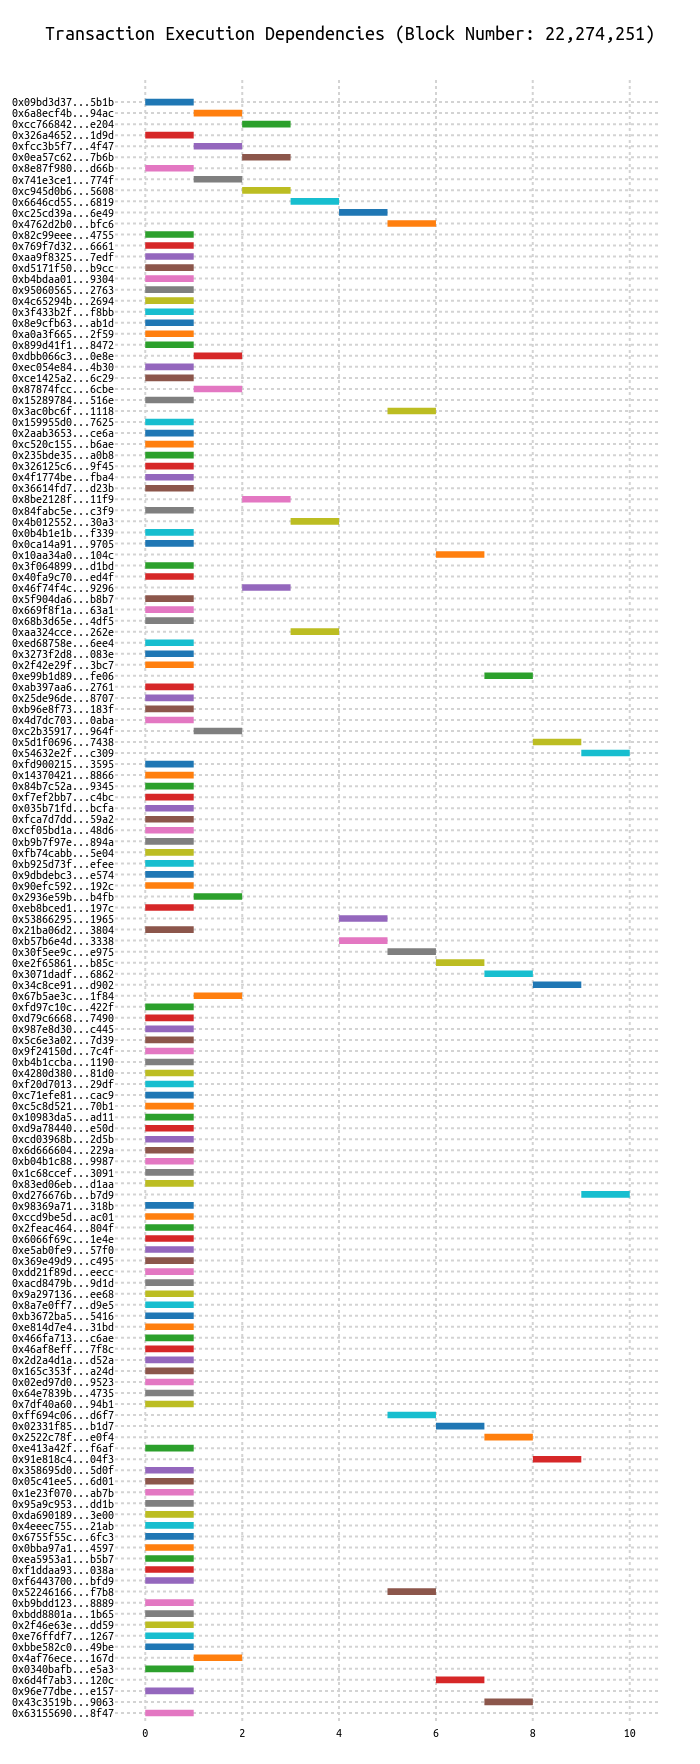 Transaction Execution Dependencies (Block Number: 22,274,251)
0x09bd3d37...5b1b
0x6a8ecf4b...94ac
0xcc766842...e204
0x326a4652...1d9d
0xfcc3b5f7...4f47
0x0ea57c62...7b6b
0x8e87f980...d66b
0x741e3ce1...774f
0xc945d0b6...5608
0x6646cd55...6819
0xc25cd39a...6e49
0x4762d2b0...bfc6
0x82c99eee...4755
0x769f7d32...6661
0xaa9f8325...7edf
0xd5171f50...b9cc
0xb4bdaa01...9304
0x95060565...2763
0x4c65294b...2694
0x3f433b2f...f8bb
0x8e9cfb63...ab1d
0xa0a3f665...2f59
0x899d41f1...8472
0xdbb066c3...0e8e
0xec054e84...4b30
0xce1425a2...6c29
0x87874fcc...6cbe
0x15289784...516e
0x3ac0bc6f...1118
0x159955d0...7625
0x2aab3653...ce6a
0xc520c155...b6ae
0x235bde35...a0b8
0x326125c6...9f45
0x4f1774be...fba4
0x36614fd7...d23b
0x8be2128f...11f9
0x84fabc5e...c3f9
0x4b012552...30a3
0x0b4b1e1b...f339
0x0ca14a91...9705
0x10aa34a0...104c
0x3f064899...d1bd
0x40fa9c70...ed4f
0x46f74f4c...9296
0x5f904da6...b8b7
0x669f8f1a...63a1
0x68b3d65e...4df5
0xaa324cce...262e
0xed68758e...6ee4
0x3273f2d8...083e
0x2f42e29f...3bc7
0xe99b1d89...fe06
0xab397aa6...2761
0x25de96de...8707
0xb96e8f73...183f
0x4d7dc703...0aba
0xc2b35917...964f
0x5d1f0696...7438
0x54632e2f...c309
0xfd900215...3595
0x14370421...8866
0x84b7c52a...9345
0xf7ef2bb7...c4bc
0x035b71fd...bcfa
0xfca7d7dd...59a2
0xcf05bd1a...48d6
0xb9b7f97e...894a
0xfb74cabb...5e04
0xb925d73f...efee
0x9dbdebc3...e574
0x90efc592...192c
0x2936e59b...b4fb
0xeb8bced1...197c
0x53866295...1965
0x21ba06d2...3804
0xb57b6e4d...3338
0x30f5ee9c...e975
0xe2f65861...b85c
0x3071dadf...6862
0x34c8ce91...d902
0x67b5ae3c...1f84
0xfd97c10c...422f
0xd79c6668...7490
0x987e8d30...c445
0x5c6e3a02...7d39
0x9f24150d...7c4f
0xb4b1ccba...1190
0x4280d380...81d0
0xf20d7013...29df
0xc71efe81...cac9
0xc5c8d521...70b1
0x10983da5...ad11
0xd9a78440...e50d
0xcd03968b...2d5b
0x6d666604...229a
0xb04b1c88...9987
0x1c68ccef...3091
0x83ed06eb...d1aa
0xd276676b...b7d9
0x98369a71...318b
0xccd9be5d...ac01
0x2feac464...804f
0x6066f69c...1e4e
0xe5ab0fe9...57f0
0x369e49d9...c495
0xdd21f89d...eecc
0xacd8479b...9d1d
0x9a297136...ee68
0x8a7e0ff7...d9e5
0xb3672ba5...5416
0xe814d7e4...31bd
0x466fa713...c6ae
0x46af8eff...7f8c
0x2d2a4d1a...d52a
0x165c353f...a24d
0x02ed97d0...9523
0x64e7839b...4735
0x7df40a60...94b1
0xff694c06...d6f7
0x02331f85...b1d7
0x2522c78f...e0f4
0xe413a42f...f6af
0x91e818c4...04f3
0x358695d0...5d0f
0x05c41ee5...6d01
0x1e23f070...ab7b
0x95a9c953...dd1b
0xda690189...3e00
0x4eeec755...21ab
0x6755f55c...6fc3
0x0bba97a1...4597
0xea5953a1...b5b7
0xf1ddaa93...038a
0xf6443700...bfd9
0x52246166...f7b8
0xb9bdd123...8889
0xbdd8801a...1b65
0x2f46e63e...dd59
0xe76ffdf7...1267
0xbbe582c0...49be
0x4af76ece...167d
0x0340bafb...e5a3
0x6d4f7ab3...120c
0x96e77dbe...e157
0x43c3519b...9063
0x63155690...8f47
0 2 4 6 8 10